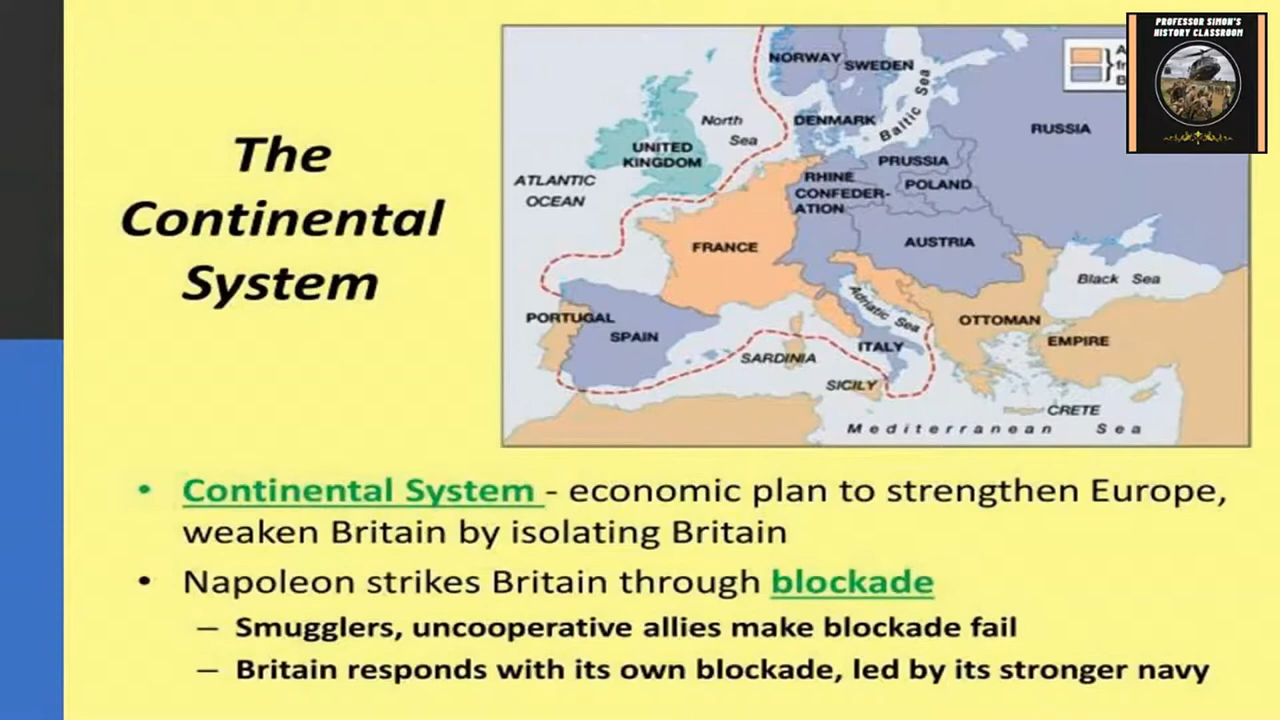 PROFESSOR SIMON'S
HISTORY CLASSROOM
The
Continental
System
NORWAY
SWEDEN
North
Sea
DENMARK
Baltic Sea
RUSSIA
UNITED
KINGDOM
ATLANTIC
OCEAN
PRUSSIA
RHINE
CONFEDER-
ATION
POLAND
FRANCE
AUSTRIA
Black Sea
Adriatic Sea
PORTUGAL
SPAIN
OTTOMAN
EMPIRE
ITALY
SARDINIA
SICILY
CRETE
Mediterranean Sea
• Continental System - economic plan to strengthen Europe,
weaken Britain by isolating Britain
• Napoleon strikes Britain through blockade
– Smugglers, uncooperative allies make blockade fail
– Britain responds with its own blockade, led by its stronger navy